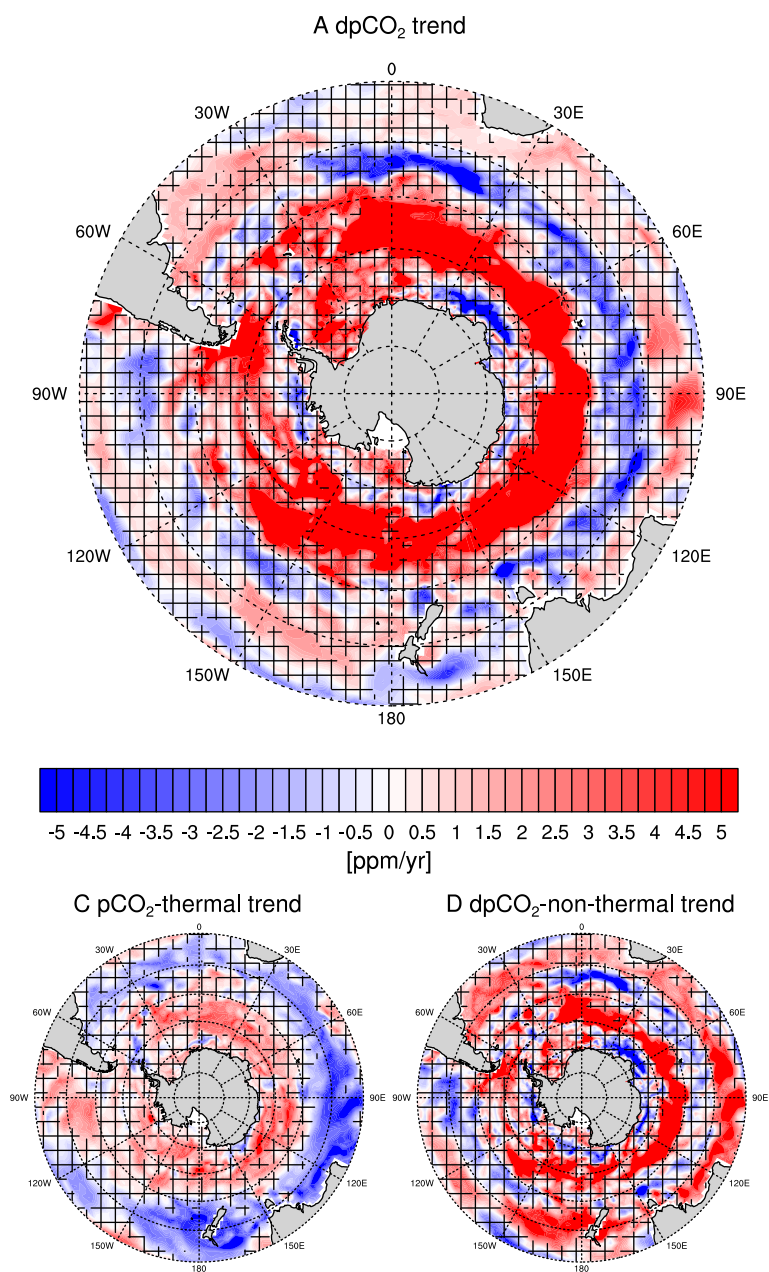 A dpCO₂ trend
0
30W 30E
60W 60E
90W 90E
120W 120E
150W 150E
180
-5 -4.5 -4 -3.5 -3 -2.5 -2 -1.5 -1 -0.5 0 0.5 1 1.5 2 2.5 3 3.5 4 4.5 5
[ppm/yr]
C pCO₂-thermal trend D dpCO₂-non-thermal trend
0 0
30W 30E 30W 30E
60W 60E 60W 60E
90W 90E 90W 90E
120W 120E 120W 120E
150W 150E 150W 150E
180 180